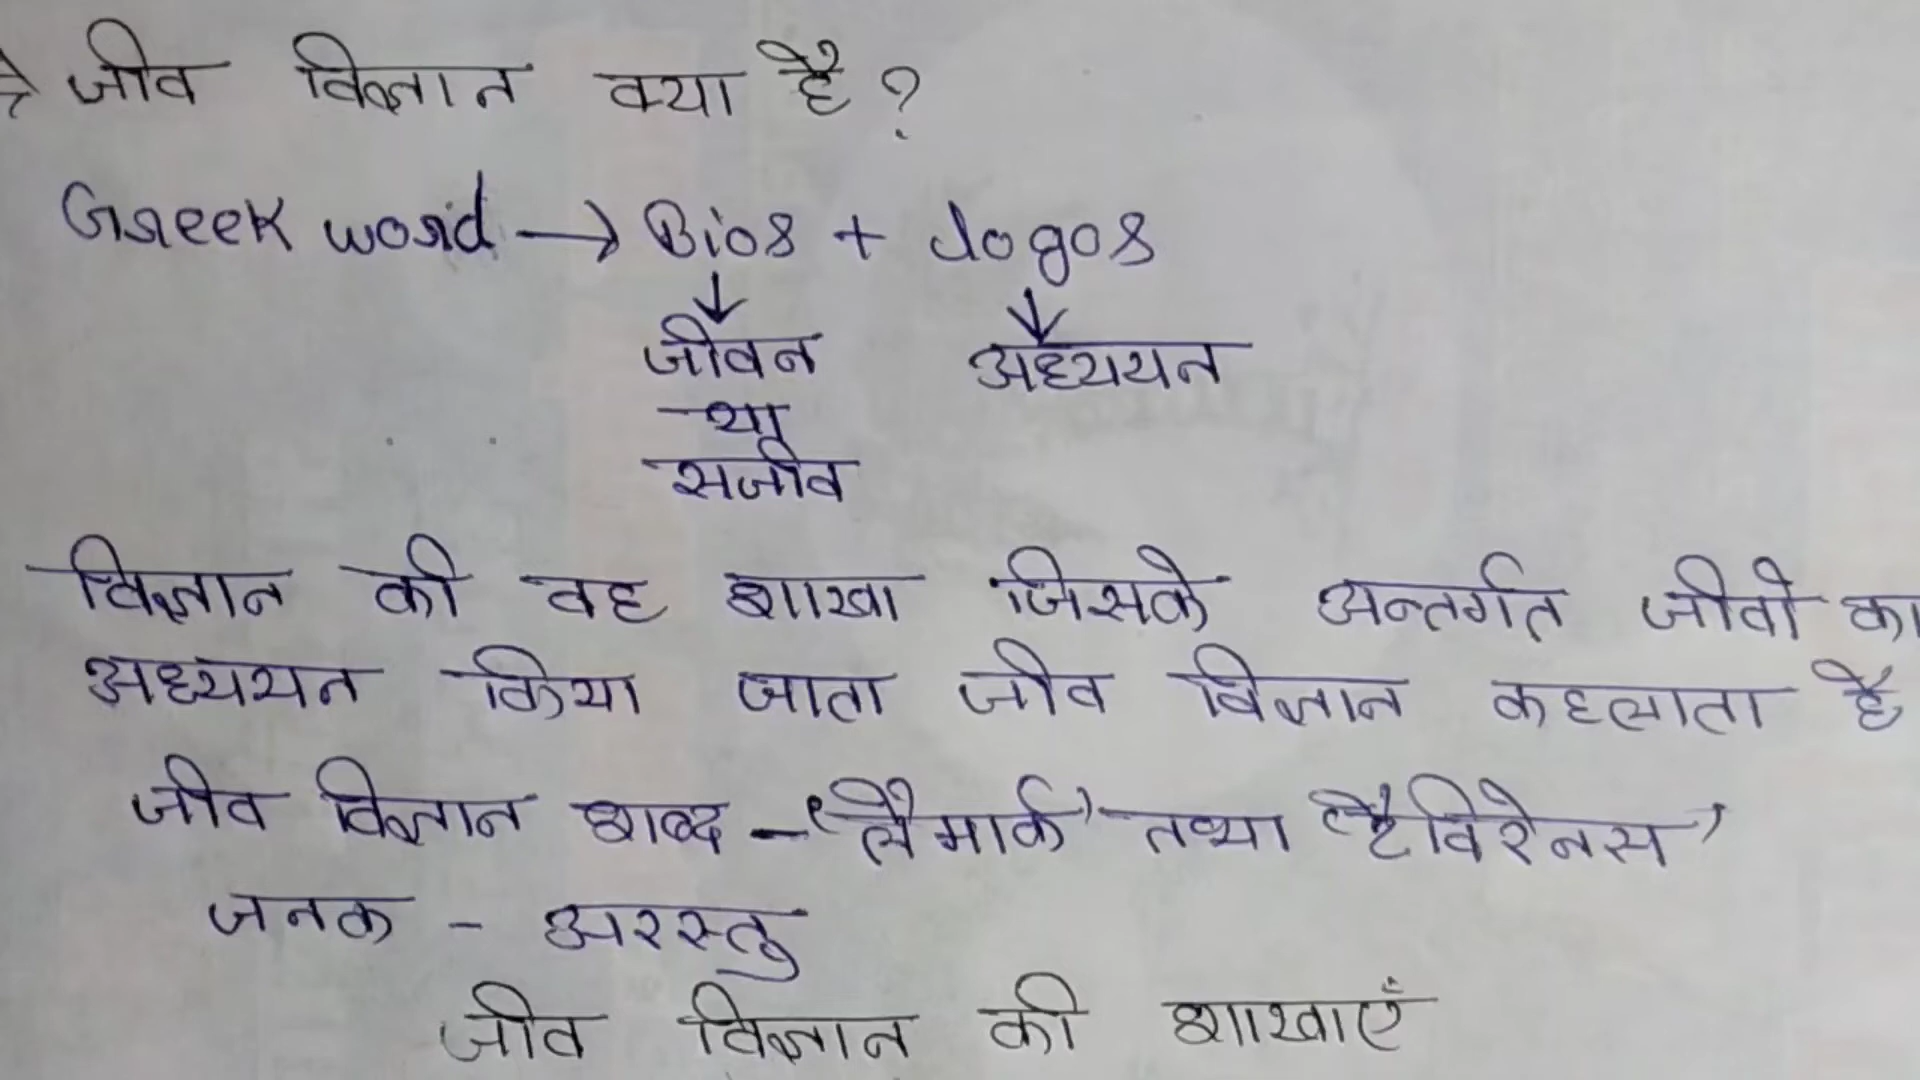 → जीव विज्ञान क्या है ?
Greek word → Bios + logos
↓ ↓
जीवन अध्ययन
या
सजीव
विज्ञान की वह शाखा जिसके अन्तर्गत जीवो का
अध्ययन किया जाता जीव विज्ञान कहलाता है
जीव विज्ञान शब्द - 'लैमार्क' तथा 'ट्रैविरेनस'
जनक - अरस्तु
जीव विज्ञान की शाखाएँ